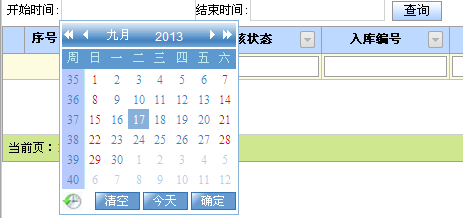 开始时间: 结束时间: 查询
序号 核状态 入库编号
九月 2013
周 日 一 二 三 四 五 六
35 1 2 3 4 5 6 7
36 8 9 10 11 12 13 14
37 15 16 17 18 19 20 21
38 22 23 24 25 26 27 28
39 29 30 1 2 3 4 5
40 6 7 8 9 10 11 12
当前页:
清空 今天 确定